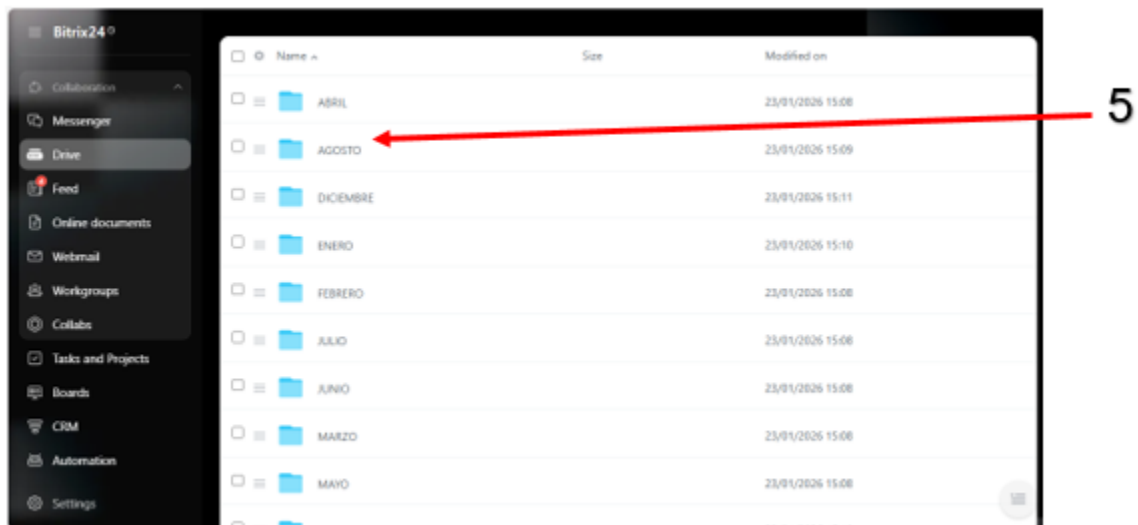 Bitrix24
Name Size Modified on
Collaboration
ABRIL 23/01/2026 15:08
Messenger
5
AGOSTO 23/01/2026 15:09
Drive
Feed
DICIEMBRE 23/01/2026 15:11
Online documents
ENERO 23/01/2026 15:10
Webmail
Workgroups
FEBRERO 23/01/2026 15:08
Collabs
JULIO 23/01/2026 15:08
Tasks and Projects
JUNIO 23/01/2026 15:08
Boards
CRM
MARZO 23/01/2026 15:08
Automation
MAYO 23/01/2026 15:08
Settings